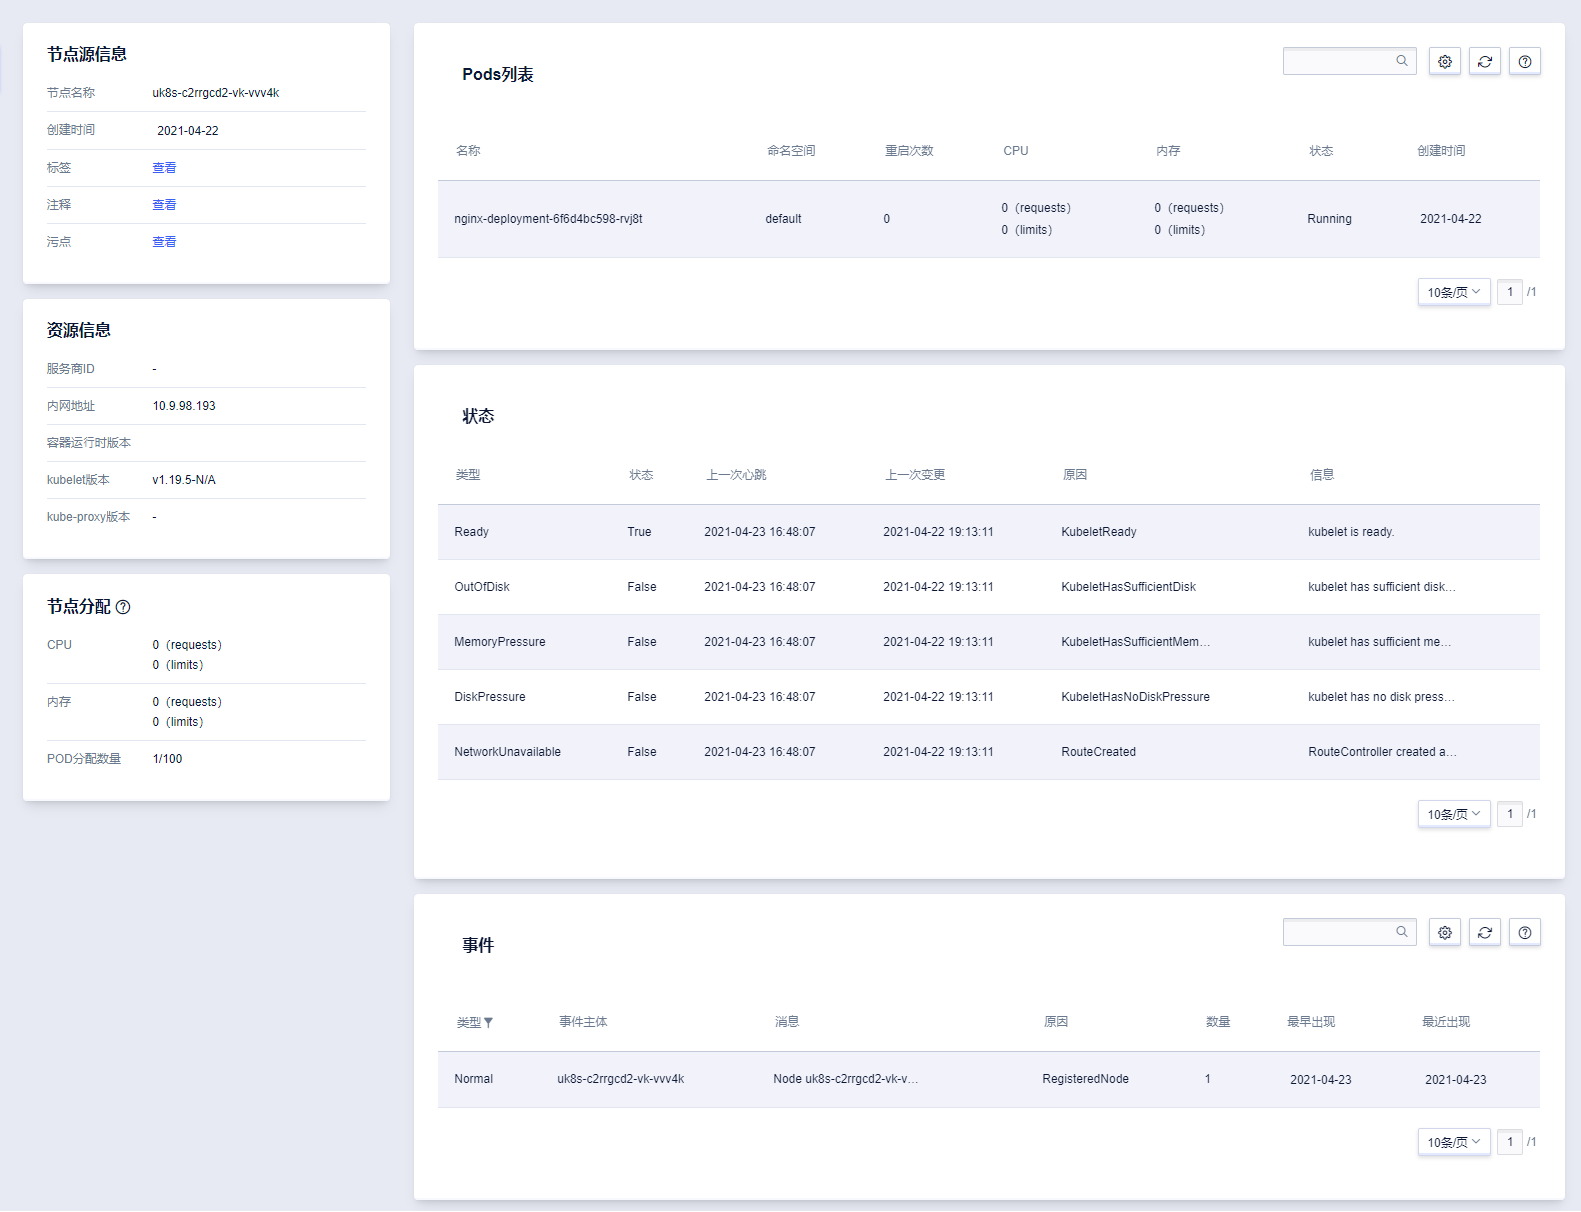 节点源信息
节点名称 uk8s-c2rrgcd2-vk-vvv4k
创建时间 2021-04-22
标签 查看
注释 查看
污点 查看
资源信息
服务商ID -
内网地址 10.9.98.193
容器运行时版本
kubelet版本 v1.19.5-N/A
kube-proxy版本 -
节点分配
CPU 0（requests）
0（limits）
内存 0（requests）
0（limits）
POD分配数量 1/100
Pods列表
名称 命名空间 重启次数 CPU 内存 状态 创建时间
nginx-deployment-6f6d4bc598-rvj8t default 0 0（requests） 0（requests） Running 2021-04-22
0（limits） 0（limits）
10条/页 1 /1
状态
类型 状态 上一次心跳 上一次变更 原因 信息
Ready True 2021-04-23 16:48:07 2021-04-22 19:13:11 KubeletReady kubelet is ready.
OutOfDisk False 2021-04-23 16:48:07 2021-04-22 19:13:11 KubeletHasSufficientDisk kubelet has sufficient disk...
MemoryPressure False 2021-04-23 16:48:07 2021-04-22 19:13:11 KubeletHasSufficientMem... kubelet has sufficient me...
DiskPressure False 2021-04-23 16:48:07 2021-04-22 19:13:11 KubeletHasNoDiskPressure kubelet has no disk press...
NetworkUnavailable False 2021-04-23 16:48:07 2021-04-22 19:13:11 RouteCreated RouteController created a...
10条/页 1 /1
事件
类型 事件主体 消息 原因 数量 最早出现 最近出现
Normal uk8s-c2rrgcd2-vk-vvv4k Node uk8s-c2rrgcd2-vk-v... RegisteredNode 1 2021-04-23 2021-04-23
10条/页 1 /1